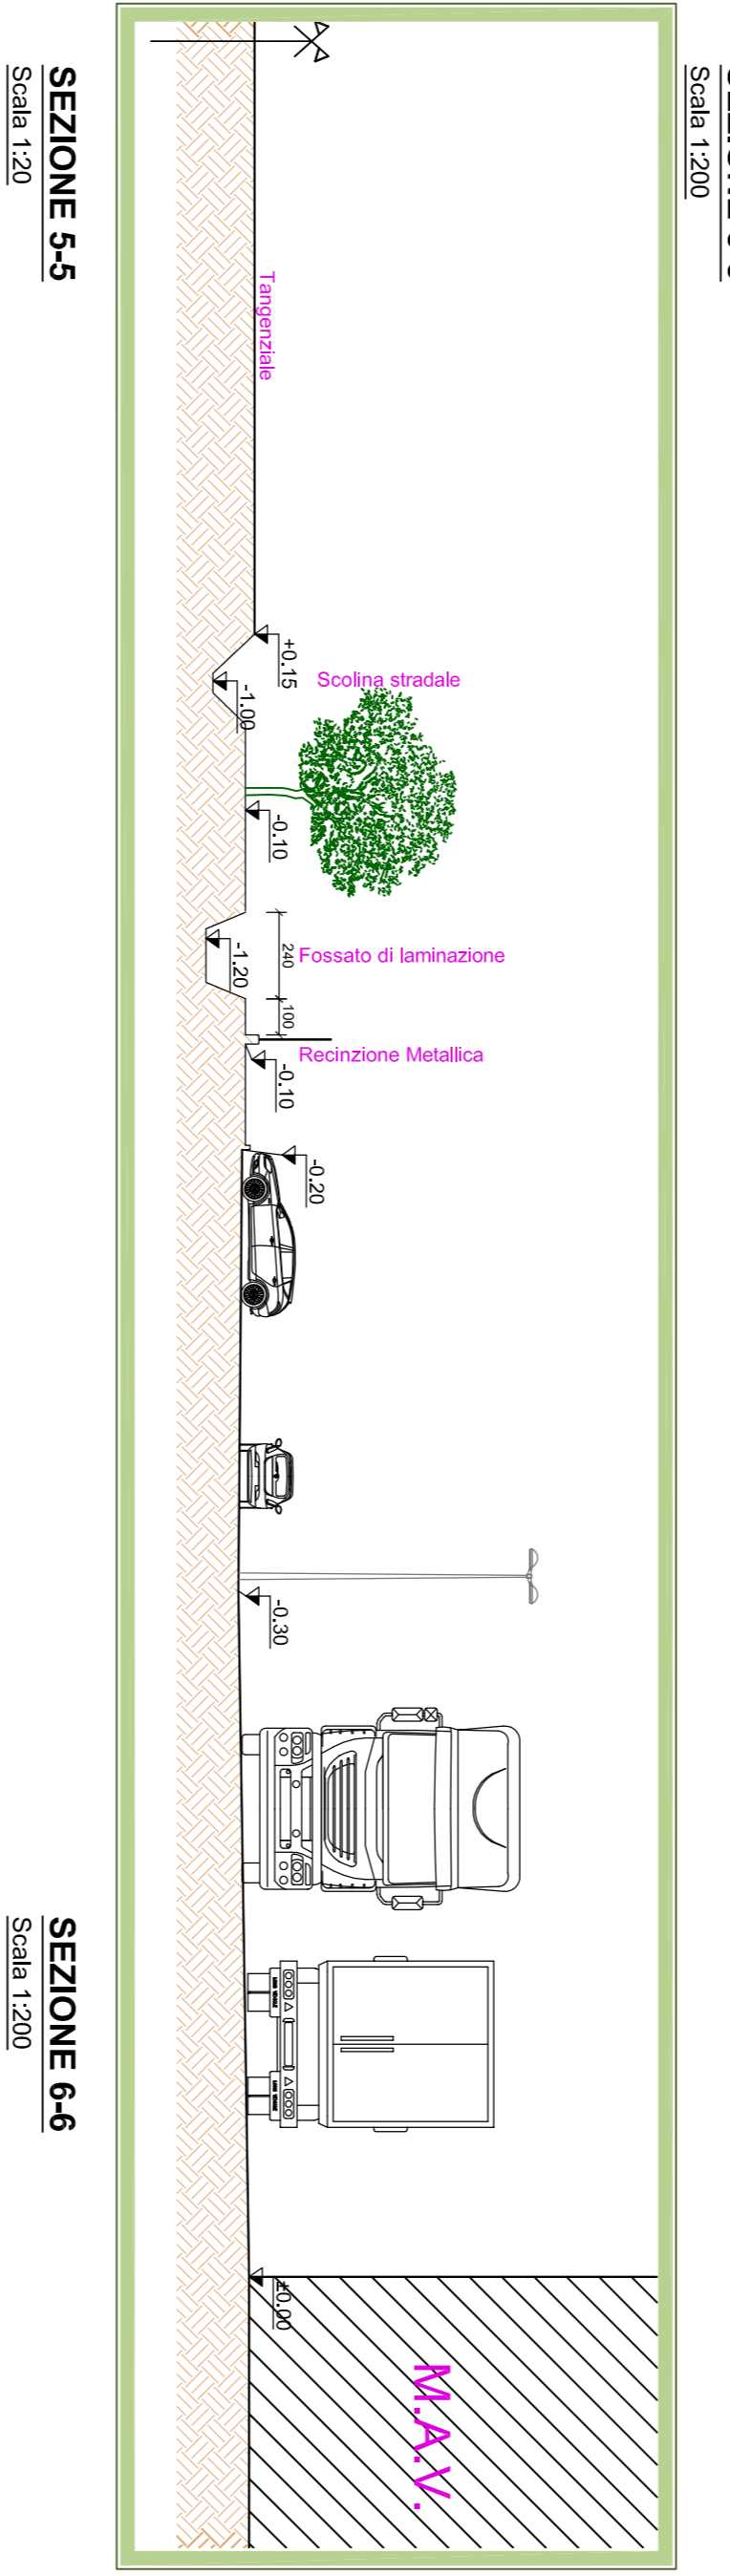 Scala 1:200
Tangenziale
+0.15
-1.00
Scolina stradale
-0.10
-1.20
240
Fossato di laminazione
100
Recinzione Metallica
-0.10
-0.20
-0.30
±0.00
M.A.V.
SEZIONE 5-5
Scala 1:20
SEZIONE 6-6
Scala 1:200